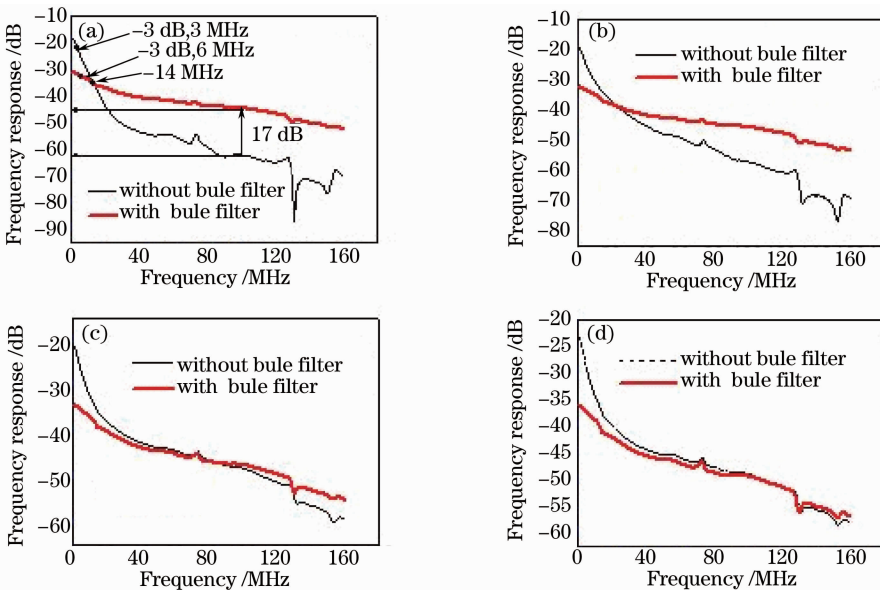 (a)
Frequency response /dB
−10
−20
−30
−40
−50
−60
−70
−80
−90
−3 dB,3 MHz
−3 dB,6 MHz
−14 MHz
17 dB
without bule filter
with bule filter
0 40 80 120 160
Frequency /MHz
(b)
Frequency response /dB
−10
−20
−30
−40
−50
−60
−70
−80
without bule filter
with bule filter
0 40 80 120 160
Frequency /MHz
(c)
Frequency response /dB
−20
−30
−40
−50
−60
without bule filter
with bule filter
0 40 80 120 160
Frequency /MHz
(d)
Frequency response /dB
−20
−25
−30
−35
−40
−45
−50
−55
−60
without bule filter
with bule filter
0 40 80 120 160
Frequency /MHz